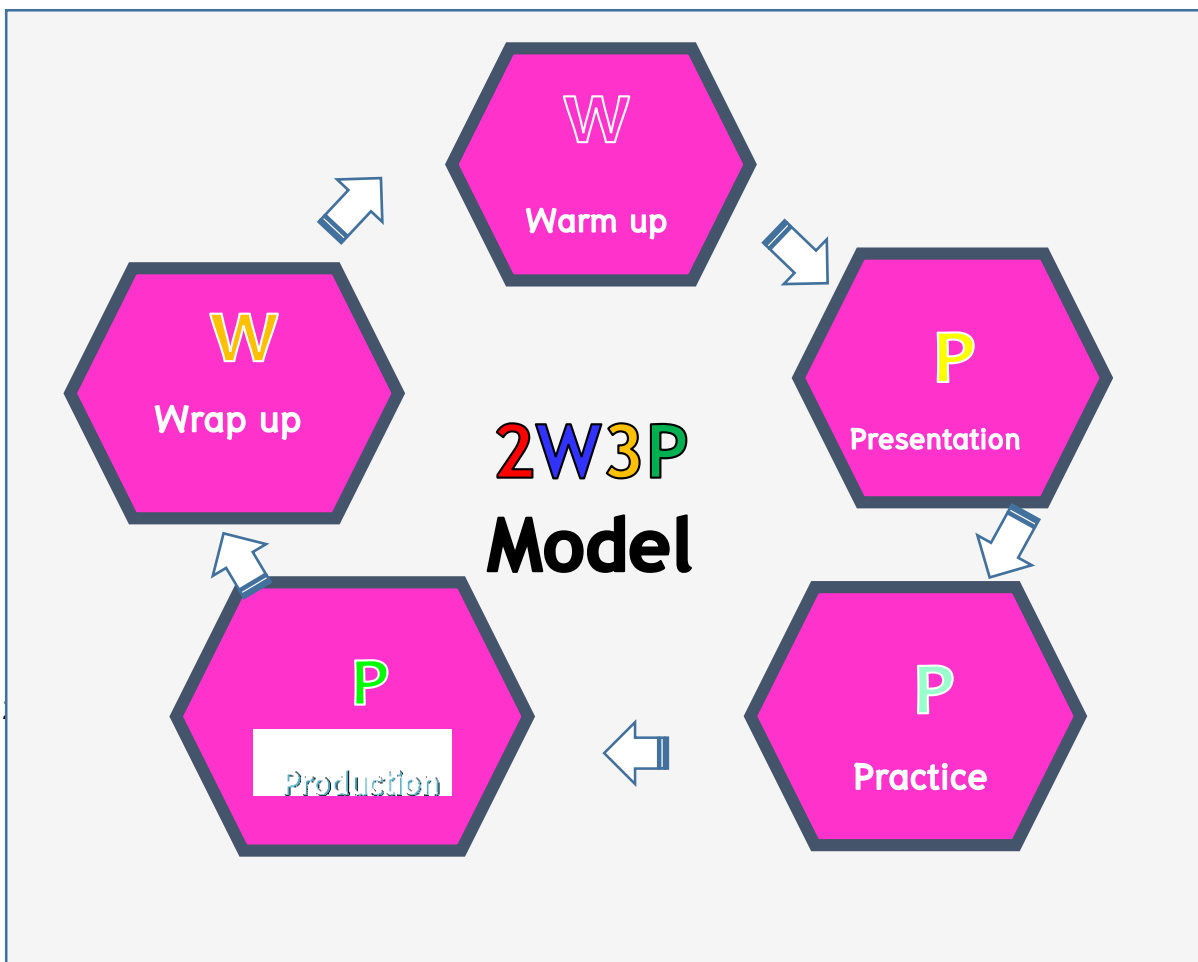 W
Warm up
P
Presentation
P
Practice
P
Production
W
Wrap up
2W3P
Model